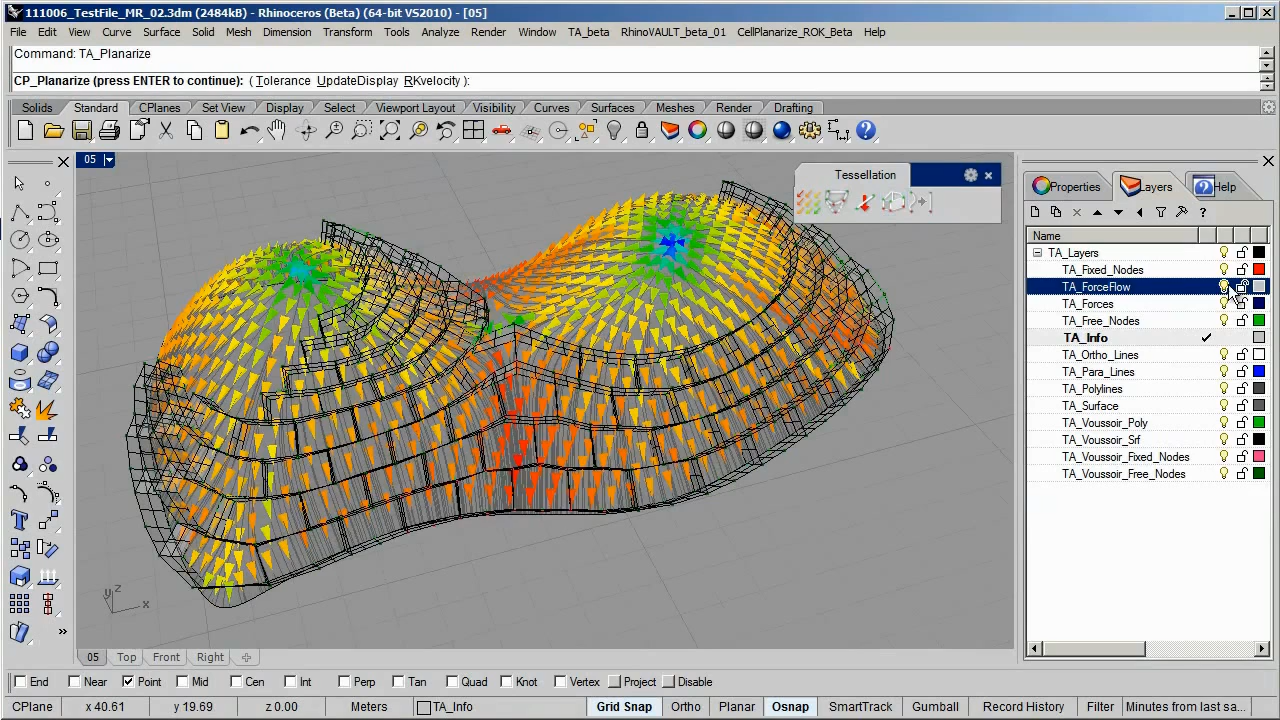 111006_TestFile_MR_02.3dm (2484kB) - Rhinoceros (Beta) (64-bit VS2010) - [05]
File Edit View Curve Surface Solid Mesh Dimension Transform Tools Analyze Render Window TA_beta RhinoVAULT_beta_01 CellPlanarize_ROK_Beta Help
Command: TA_Planarize
CP_Planarize (press ENTER to continue): ( Tolerance UpdateDisplay RKvelocity ):
Solids Standard CPlanes Set View Display Select Viewport Layout Visibility Curves Surfaces Meshes Render Drafting
05
Tessellation
Properties Layers Help
Name
TA_Layers
TA_Fixed_Nodes
TA_ForceFlow
TA_Forces
TA_Free_Nodes
TA_Info
TA_Ortho_Lines
TA_Para_Lines
TA_Polylines
TA_Surface
TA_Voussoir_Poly
TA_Voussoir_Srf
TA_Voussoir_Fixed_Nodes
TA_Voussoir_Free_Nodes
y z x
05 Top Front Right
End Near Point Mid Cen Int Perp Tan Quad Knot Vertex Project Disable
CPlane x 40.61 y 19.69 z 0.00 Meters TA_Info Grid Snap Ortho Planar Osnap SmartTrack Gumball Record History Filter Minutes from last sa...